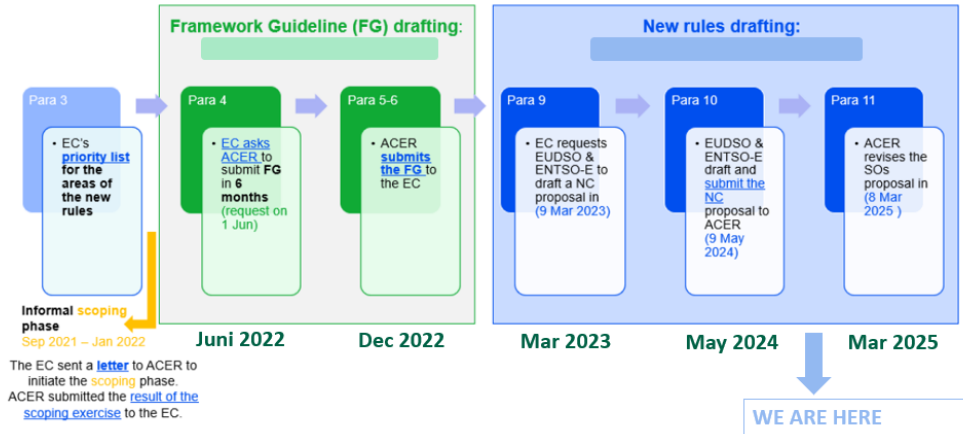 Framework Guideline (FG) drafting:
New rules drafting:
Para 3
• EC's
priority list
for the
areas of
the new
rules
Para 4
• EC asks
ACER to
submit FG
in 6
months
(request on
1 Jun)
Para 5-6
• ACER
submits
the FG to
the EC
Para 9
• EC requests
EUDSO &
ENTSO-E to
draft a NC
proposal in
(9 Mar 2023)
Para 10
• EUDSO &
ENTSO-E
draft and
submit the
NC
proposal to
ACER
(9 May
2024)
Para 11
• ACER
revises the
SOs
proposal in
(8 Mar
2025 )
Informal scoping
phase
Sep 2021 – Jan 2022
The EC sent a letter to ACER to
initiate the scoping phase.
ACER submitted the result of the
scoping exercise to the EC.
Juni 2022
Dec 2022
Mar 2023
May 2024
Mar 2025
WE ARE HERE